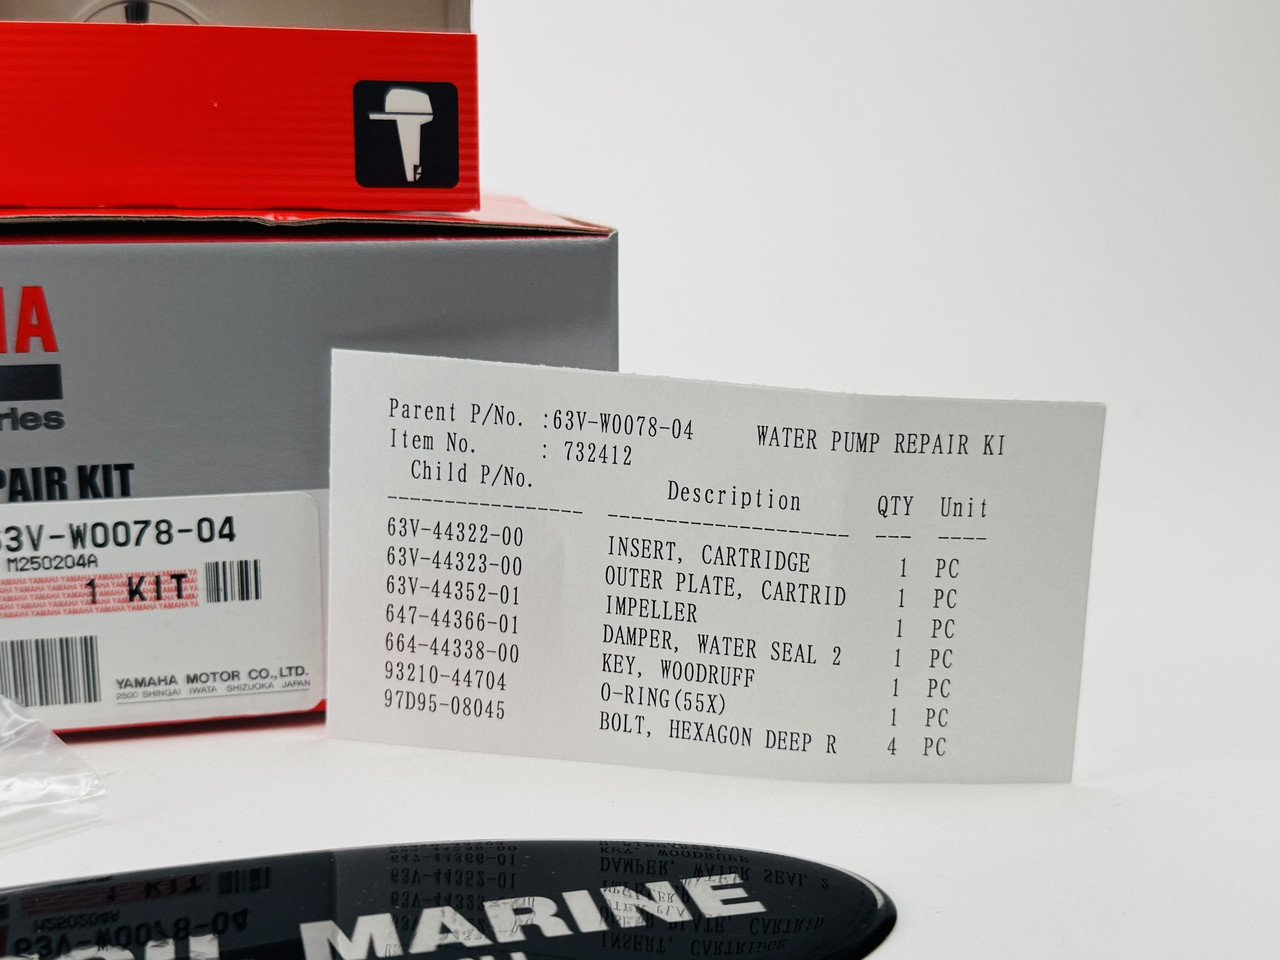 PAIR KIT
63V-W0078-04
M250204A
1 KIT
YAMAHA MOTOR CO.,LTD.
2500 SHINGAI IWATA SHIZUOKA JAPAN
Parent P/No. :63V-W0078-04 WATER PUMP REPAIR KI
Item No. : 732412
Child P/No. Description QTY Unit
63V-44322-00 INSERT, CARTRIDGE 1 PC
63V-44323-00 OUTER PLATE, CARTRID 1 PC
63V-44352-01 IMPELLER 1 PC
647-44366-01 DAMPER, WATER SEAL 2 1 PC
664-44338-00 KEY, WOODRUFF 1 PC
93210-44704 O-RING(55X) 1 PC
97D95-08045 BOLT, HEXAGON DEEP R 4 PC
MARINE